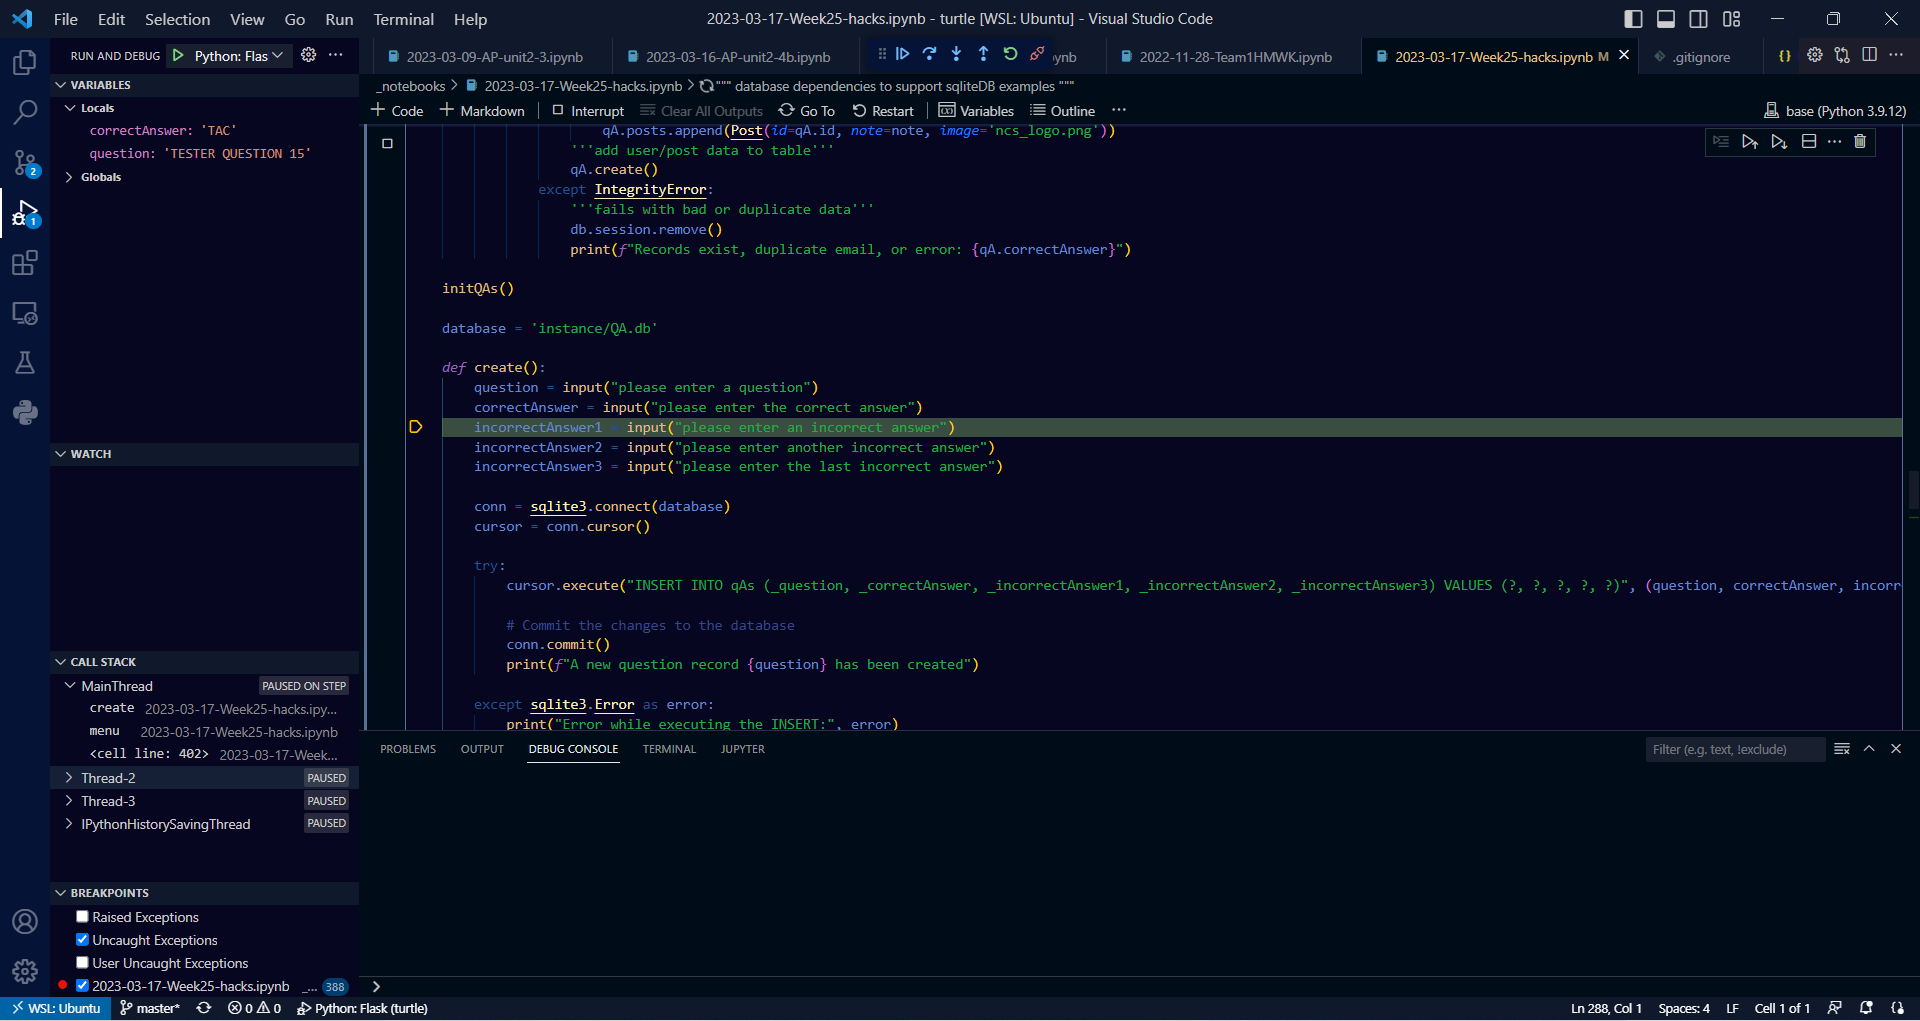 File Edit Selection View Go Run Terminal Help
2023-03-17-Week25-hacks.ipynb - turtle [WSL: Ubuntu] - Visual Studio Code
RUN AND DEBUG Python: Flas
2023-03-09-AP-unit2-3.ipynb 2023-03-16-AP-unit2-4b.ipynb ynb 2022-11-28-Team1HMWK.ipynb 2023-03-17-Week25-hacks.ipynb M .gitignore
_notebooks > 2023-03-17-Week25-hacks.ipynb > """ database dependencies to support sqliteDB examples """
+ Code + Markdown Interrupt Clear All Outputs Go To Restart Variables Outline ···
base (Python 3.9.12)
VARIABLES
Locals
correctAnswer: 'TAC'
question: 'TESTER QUESTION 15'
Globals
WATCH
CALL STACK
MainThread PAUSED ON STEP
create 2023-03-17-Week25-hacks.ipy...
menu 2023-03-17-Week25-hacks.ipynb
<cell line: 402> 2023-03-17-Week...
Thread-2 PAUSED
Thread-3 PAUSED
IPythonHistorySavingThread PAUSED
BREAKPOINTS
Raised Exceptions
Uncaught Exceptions
User Uncaught Exceptions
2023-03-17-Week25-hacks.ipynb _... 388
2
1
qA.posts.append(Post(id=qA.id, note=note, image='ncs_logo.png'))
'''add user/post data to table'''
qA.create()
except IntegrityError:
'''fails with bad or duplicate data'''
db.session.remove()
print(f"Records exist, duplicate email, or error: {qA.correctAnswer}")
initQAs()
database = 'instance/QA.db'
def create():
question = input("please enter a question")
correctAnswer = input("please enter the correct answer")
incorrectAnswer1 = input("please enter an incorrect answer")
incorrectAnswer2 = input("please enter another incorrect answer")
incorrectAnswer3 = input("please enter the last incorrect answer")
conn = sqlite3.connect(database)
cursor = conn.cursor()
try:
cursor.execute("INSERT INTO qAs (_question, _correctAnswer, _incorrectAnswer1, _incorrectAnswer2, _incorrectAnswer3) VALUES (?, ?, ?, ?, ?)", (question, correctAnswer, incorr
# Commit the changes to the database
conn.commit()
print(f"A new question record {question} has been created")
except sqlite3.Error as error:
print("Error while executing the INSERT:", error)
PROBLEMS OUTPUT DEBUG CONSOLE TERMINAL JUPYTER
Filter (e.g. text, !exclude)
WSL: Ubuntu master* 0 0 Python: Flask (turtle)
Ln 288, Col 1 Spaces: 4 LF Cell 1 of 1